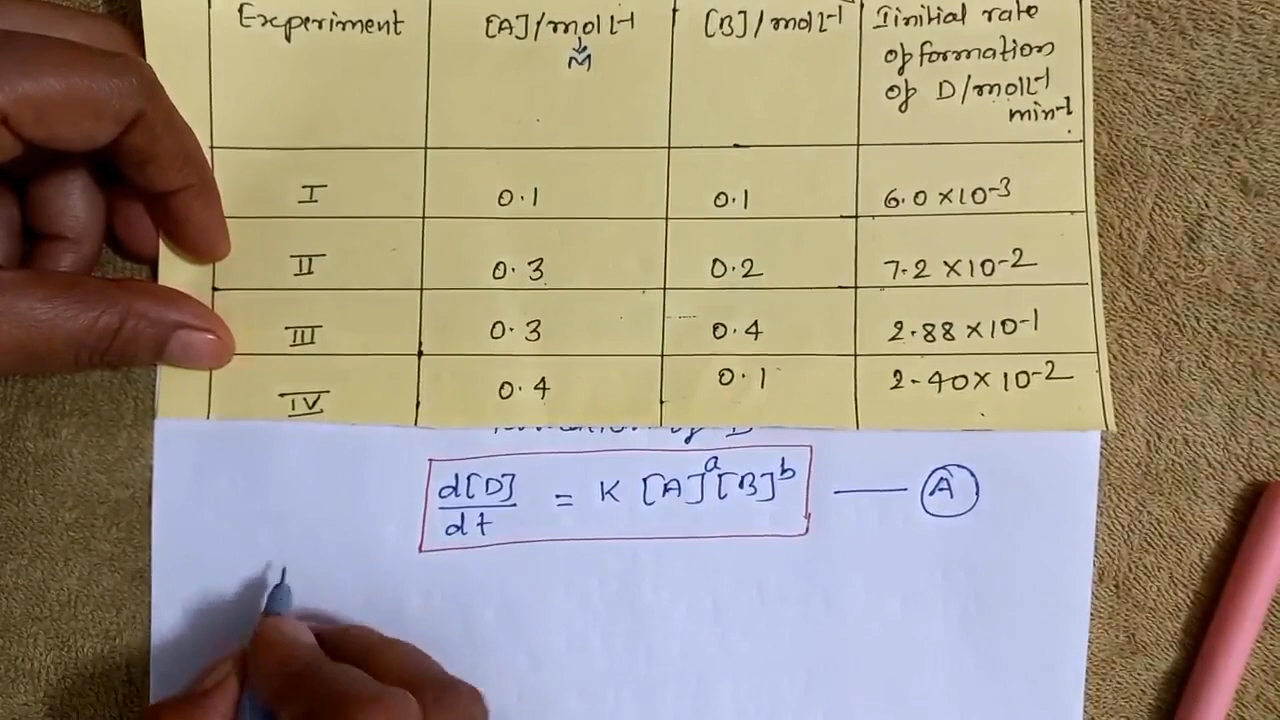 Experiment [A]/mol L-1 [B]/mol L-1 Iinitial rate
M of formation
of D/mol L-1
min-1
I 0.1 0.1 6.0 × 10-3
II 0.3 0.2 7.2 × 10-2
III 0.3 0.4 2.88 × 10-1
IV 0.4 0.1 2.40 × 10-2
d[D]/dt = K [A]a [B]b — A